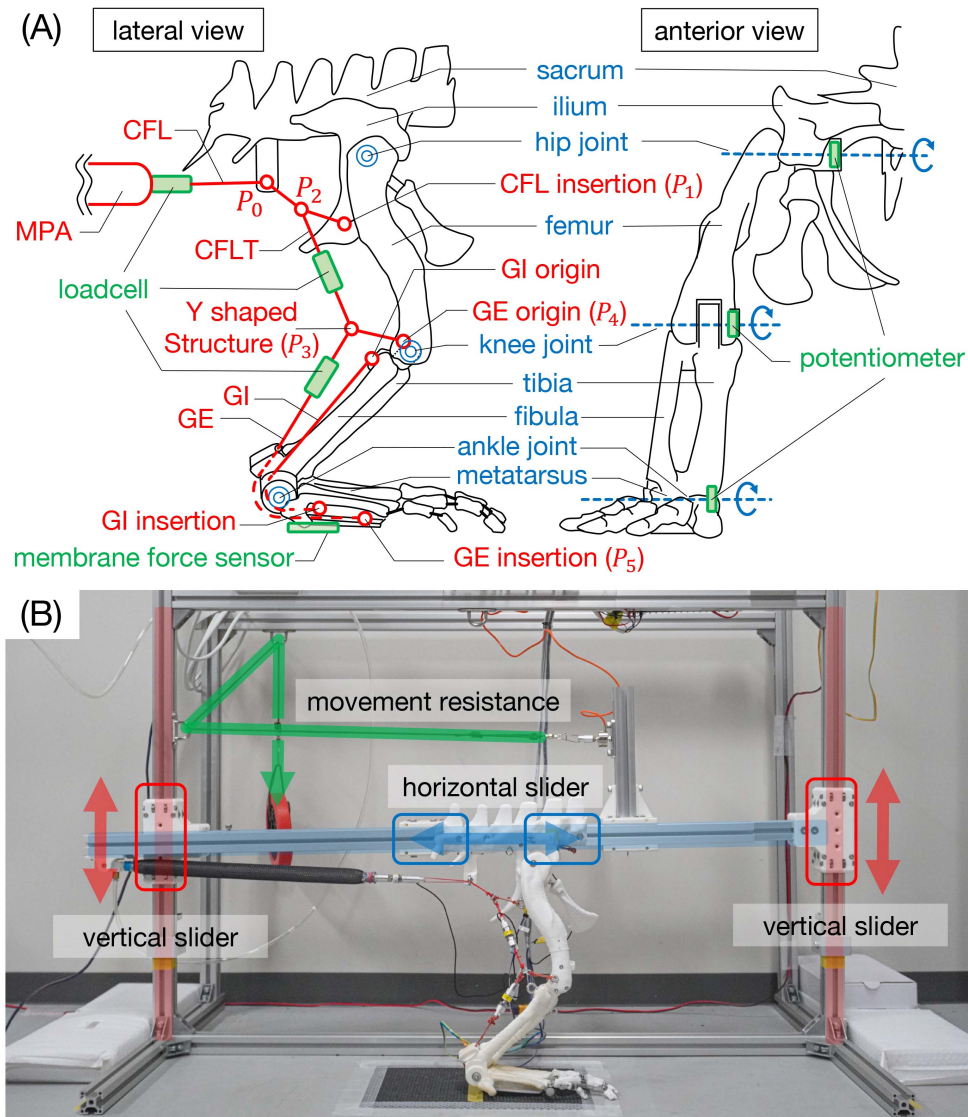 (A)
lateral view
anterior view
sacrum
ilium
CFL
hip joint
P₂
CFL insertion (P₁)
P₀
MPA
CFLT
femur
GI origin
loadcell
Y shaped
Structure (P₃)
GE origin (P₄)
knee joint
potentiometer
tibia
GI
fibula
GE
ankle joint
metatarsus
GI insertion
membrane force sensor
GE insertion (P₅)
(B)
movement resistance
horizontal slider
vertical slider
vertical slider